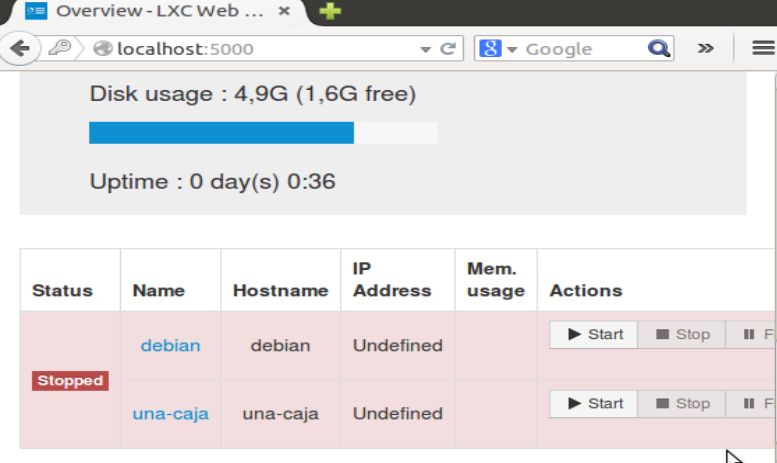 Overview - LXC Web ...
localhost:5000
Google
Disk usage : 4,9G (1,6G free)
Uptime : 0 day(s) 0:36
Status Name Hostname IP Address Mem. usage Actions
debian debian Undefined Start Stop
Stopped
una-caja una-caja Undefined Start Stop